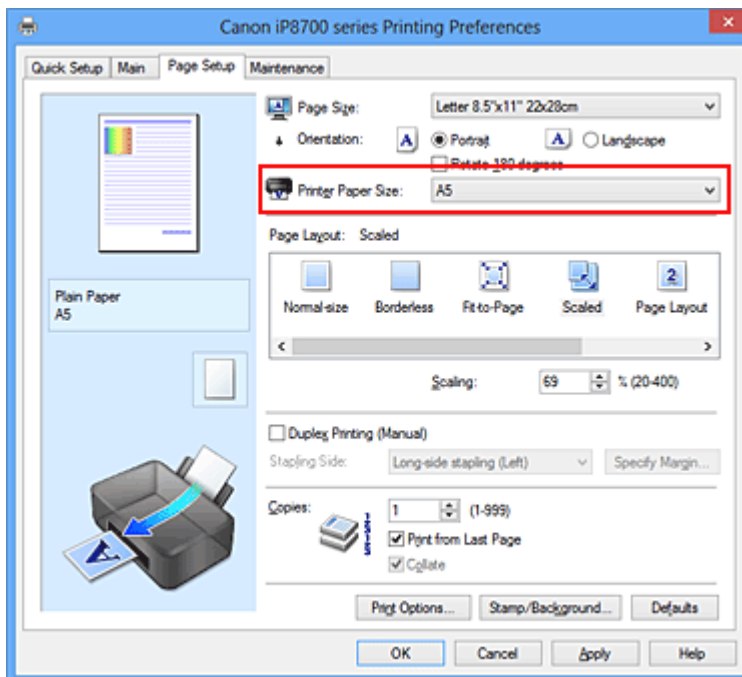 Canon iP8700 series Printing Preferences
Quick Setup Main Page Setup Maintenance
Page Size: Letter 8.5"x11" 22x28cm
Orientation: A Portrait A Landscape
Rotate 180 degrees
Printer Paper Size: A5
Page Layout: Scaled
Normal-size Borderless Fit-to-Page Scaled Page Layout
Plain Paper
A5
Scaling: 69 % (20-400)
Duplex Printing (Manual)
Stapling Side: Long-side stapling (Left) Specify Margin...
Copies: 1 (1-999)
Print from Last Page
Collate
Print Options... Stamp/Background... Defaults
OK Cancel Apply Help